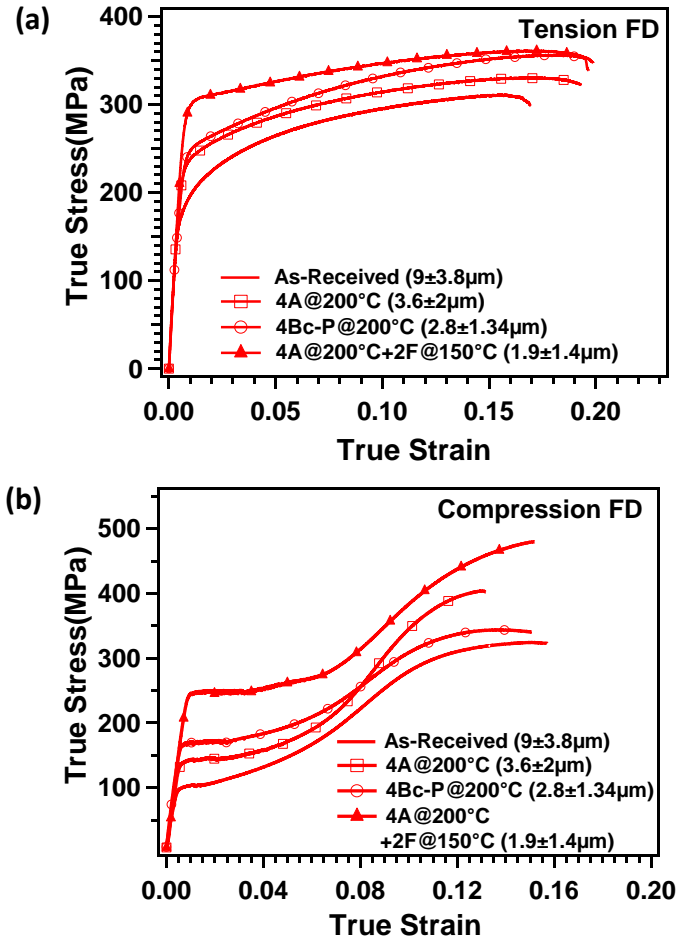 (a)
Tension FD
400
300
200
100
0
True Stress(MPa)
As-Received (9±3.8µm)
4A@200°C (3.6±2µm)
4Bc-P@200°C (2.8±1.34µm)
4A@200°C+2F@150°C (1.9±1.4µm)
0.00 0.05 0.10 0.15 0.20
True Strain
(b)
Compression FD
500
400
300
200
100
True Stress(MPa)
As-Received (9±3.8µm)
4A@200°C (3.6±2µm)
4Bc-P@200°C (2.8±1.34µm)
4A@200°C
+2F@150°C (1.9±1.4µm)
0.00 0.04 0.08 0.12 0.16 0.20
True Strain